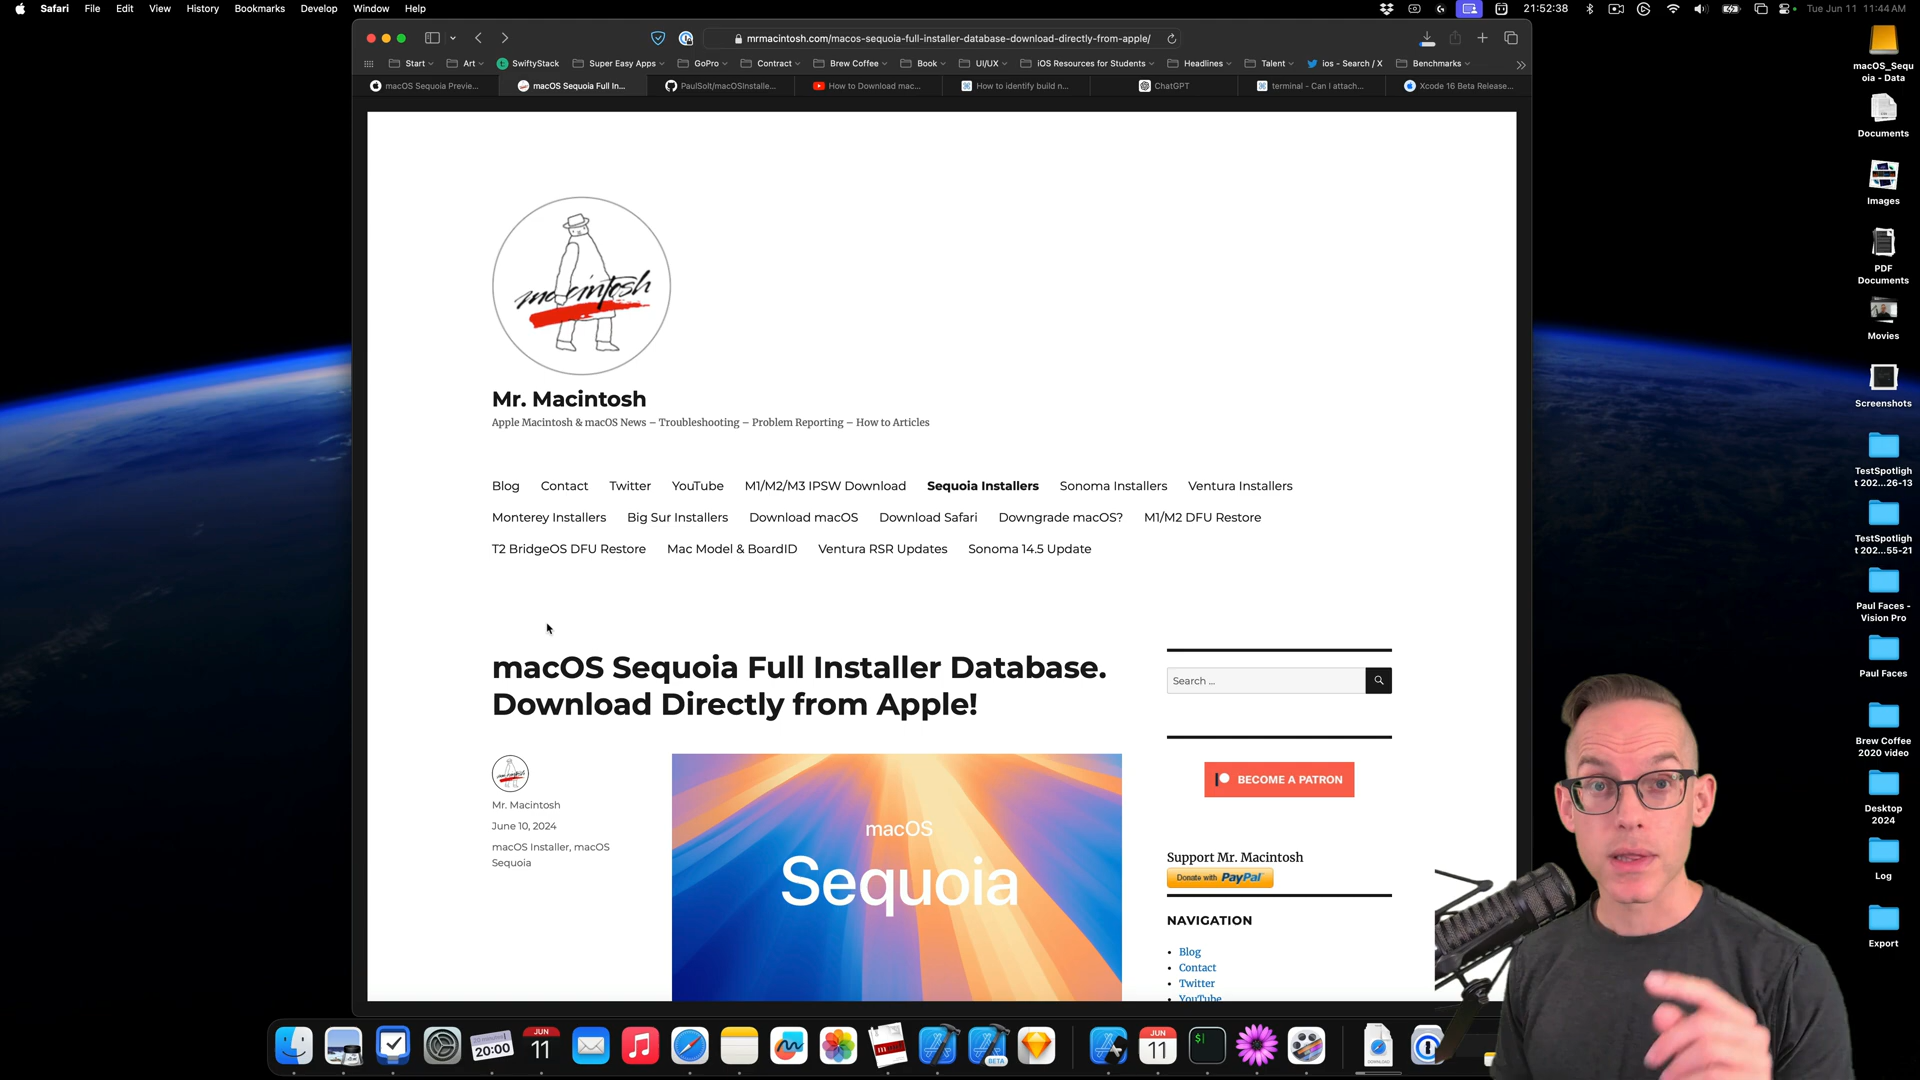 Safari File Edit View History Bookmarks Develop Window Help
21:52:38
Tue Jun 11 11:44 AM
mrmacintosh.com/macos-sequoia-full-installer-database-download-directly-from-apple/
Start Art SwiftyStack Super Easy Apps GoPro Contract Brew Coffee Book UI/UX iOS Resources for Students Headlines Talent ios - Search / X Benchmarks
macOS Sequoia Previe...
macOS Sequoia Full In...
PaulSolt/macOSInstalle...
How to Download mac...
How to identify build n...
ChatGPT
terminal - Can I attach...
Xcode 16 Beta Release...
macintosh
Mr. Macintosh
Apple Macintosh & macOS News – Troubleshooting – Problem Reporting – How to Articles
Blog Contact Twitter YouTube M1/M2/M3 IPSW Download Sequoia Installers Sonoma Installers Ventura Installers
Monterey Installers Big Sur Installers Download macOS Download Safari Downgrade macOS? M1/M2 DFU Restore
T2 BridgeOS DFU Restore Mac Model & BoardID Ventura RSR Updates Sonoma 14.5 Update
macOS Sequoia Full Installer Database.
Download Directly from Apple!
Mr. Macintosh
June 10, 2024
macOS Installer, macOS
Sequoia
macOS
Sequoia
Search ...
BECOME A PATRON
Support Mr. Macintosh
Donate with PayPal
NAVIGATION
Blog
Contact
Twitter
YouTube
macOS_Sequ
oia - Data
Documents
Images
PDF
Documents
Movies
Screenshots
TestSpotligh
t 202...26-13
TestSpotligh
t 202...55-21
Paul Faces -
Vision Pro
Paul Faces
Brew Coffee
2020 video
Desktop
2024
Log
Export
20:00
JUN
11
BETA
JUN
11
$